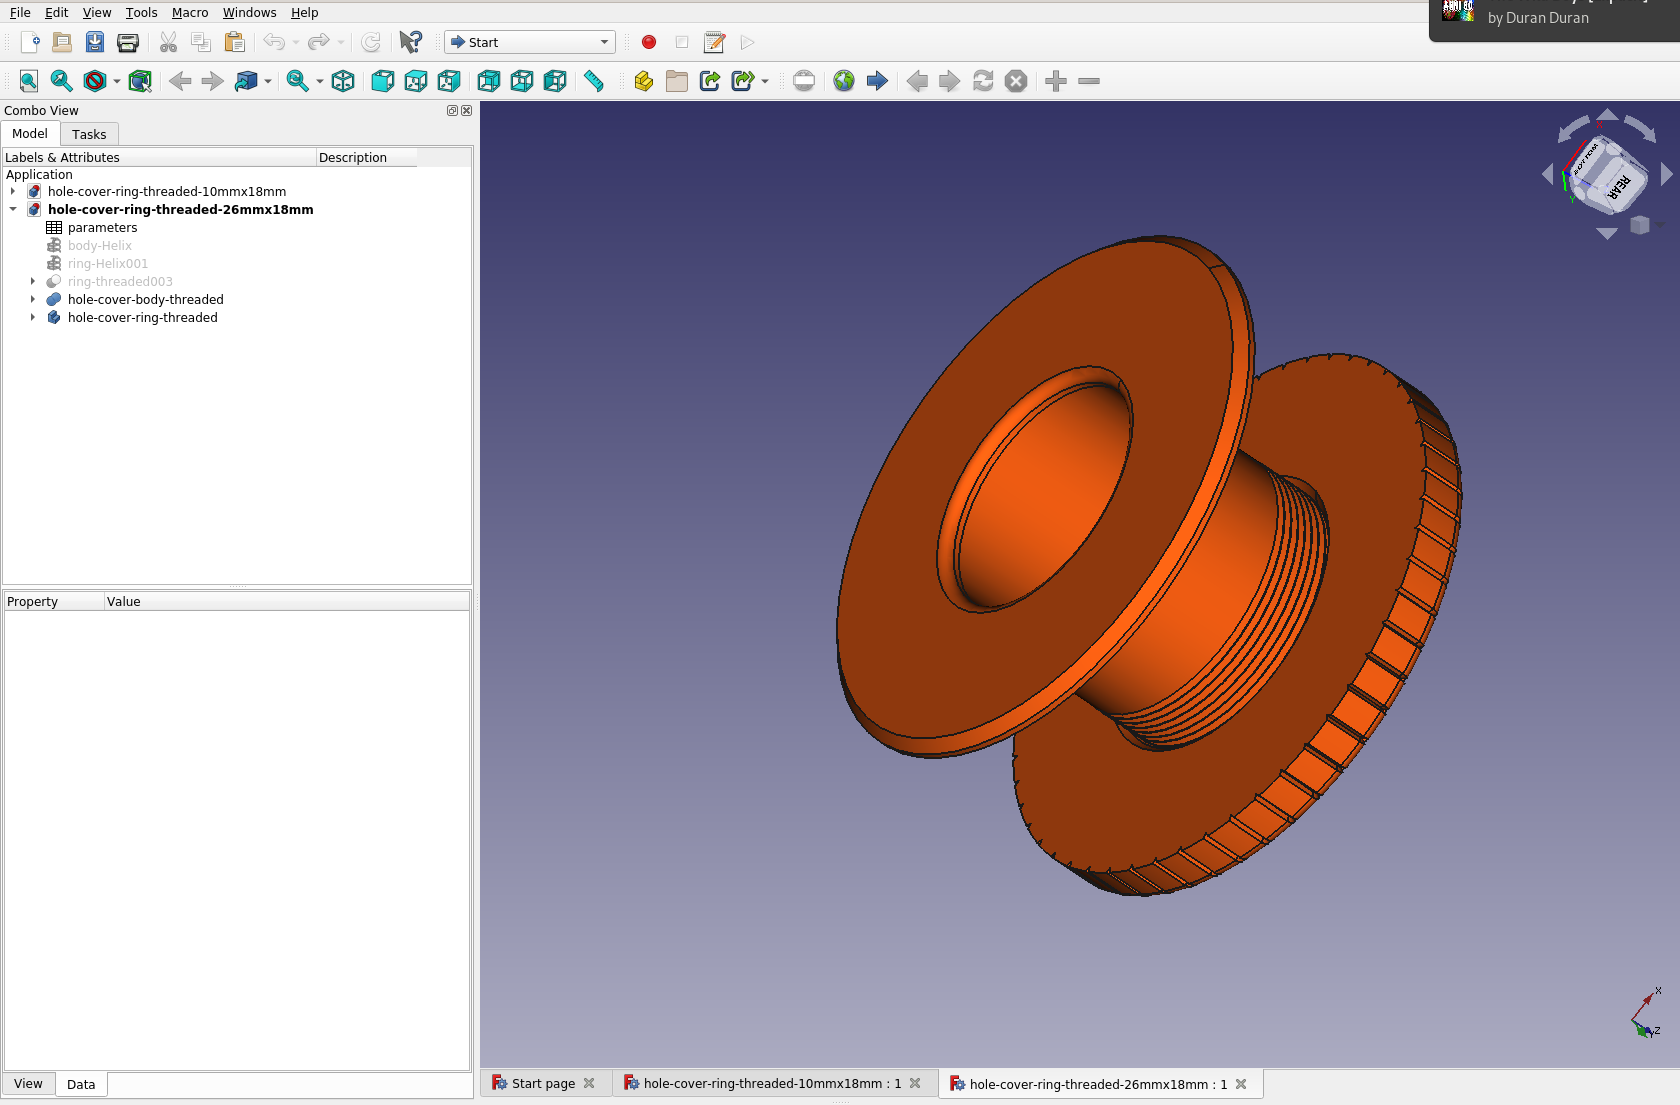 File Edit View Tools Macro Windows Help
by Duran Duran
Start
Combo View
Model Tasks
Labels & Attributes Description
Application
hole-cover-ring-threaded-10mmx18mm
hole-cover-ring-threaded-26mmx18mm
parameters
body-Helix
ring-Helix001
ring-threaded003
hole-cover-body-threaded
hole-cover-ring-threaded
BOTTOM
REAR
Y
Property Value
X
Y Z
View Data
Start page
hole-cover-ring-threaded-10mmx18mm : 1
hole-cover-ring-threaded-26mmx18mm : 1